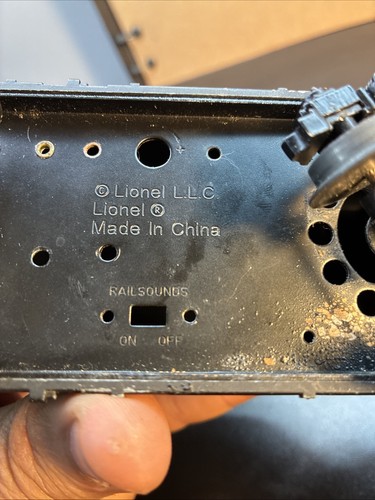 © Lionel L.L.C
Lionel ®
Made In China
RAILSOUNDS
ON OFF